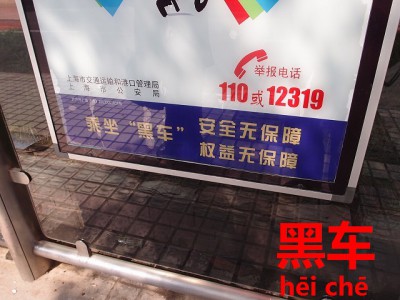 举报电话
110或12319
上海市交通运输和港口管理局
上海市公安局
乘坐“黑车” 安全无保障
权益无保障
黑车
hēi chē